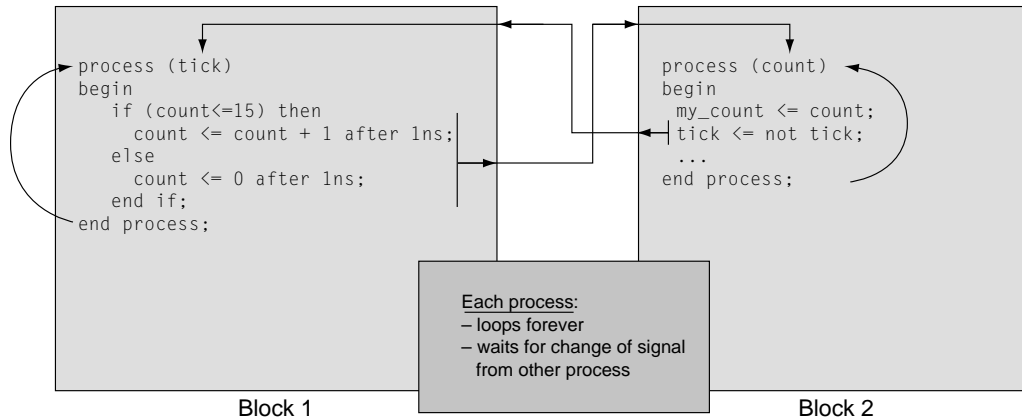 process (tick)
begin
if (count<=15) then
count <= count + 1 after 1ns;
else
count <= 0 after 1ns;
end if;
end process;
process (count)
begin
my_count <= count;
tick <= not tick;
...
end process;
Each process:
– loops forever
– waits for change of signal
from other process
Block 1
Block 2